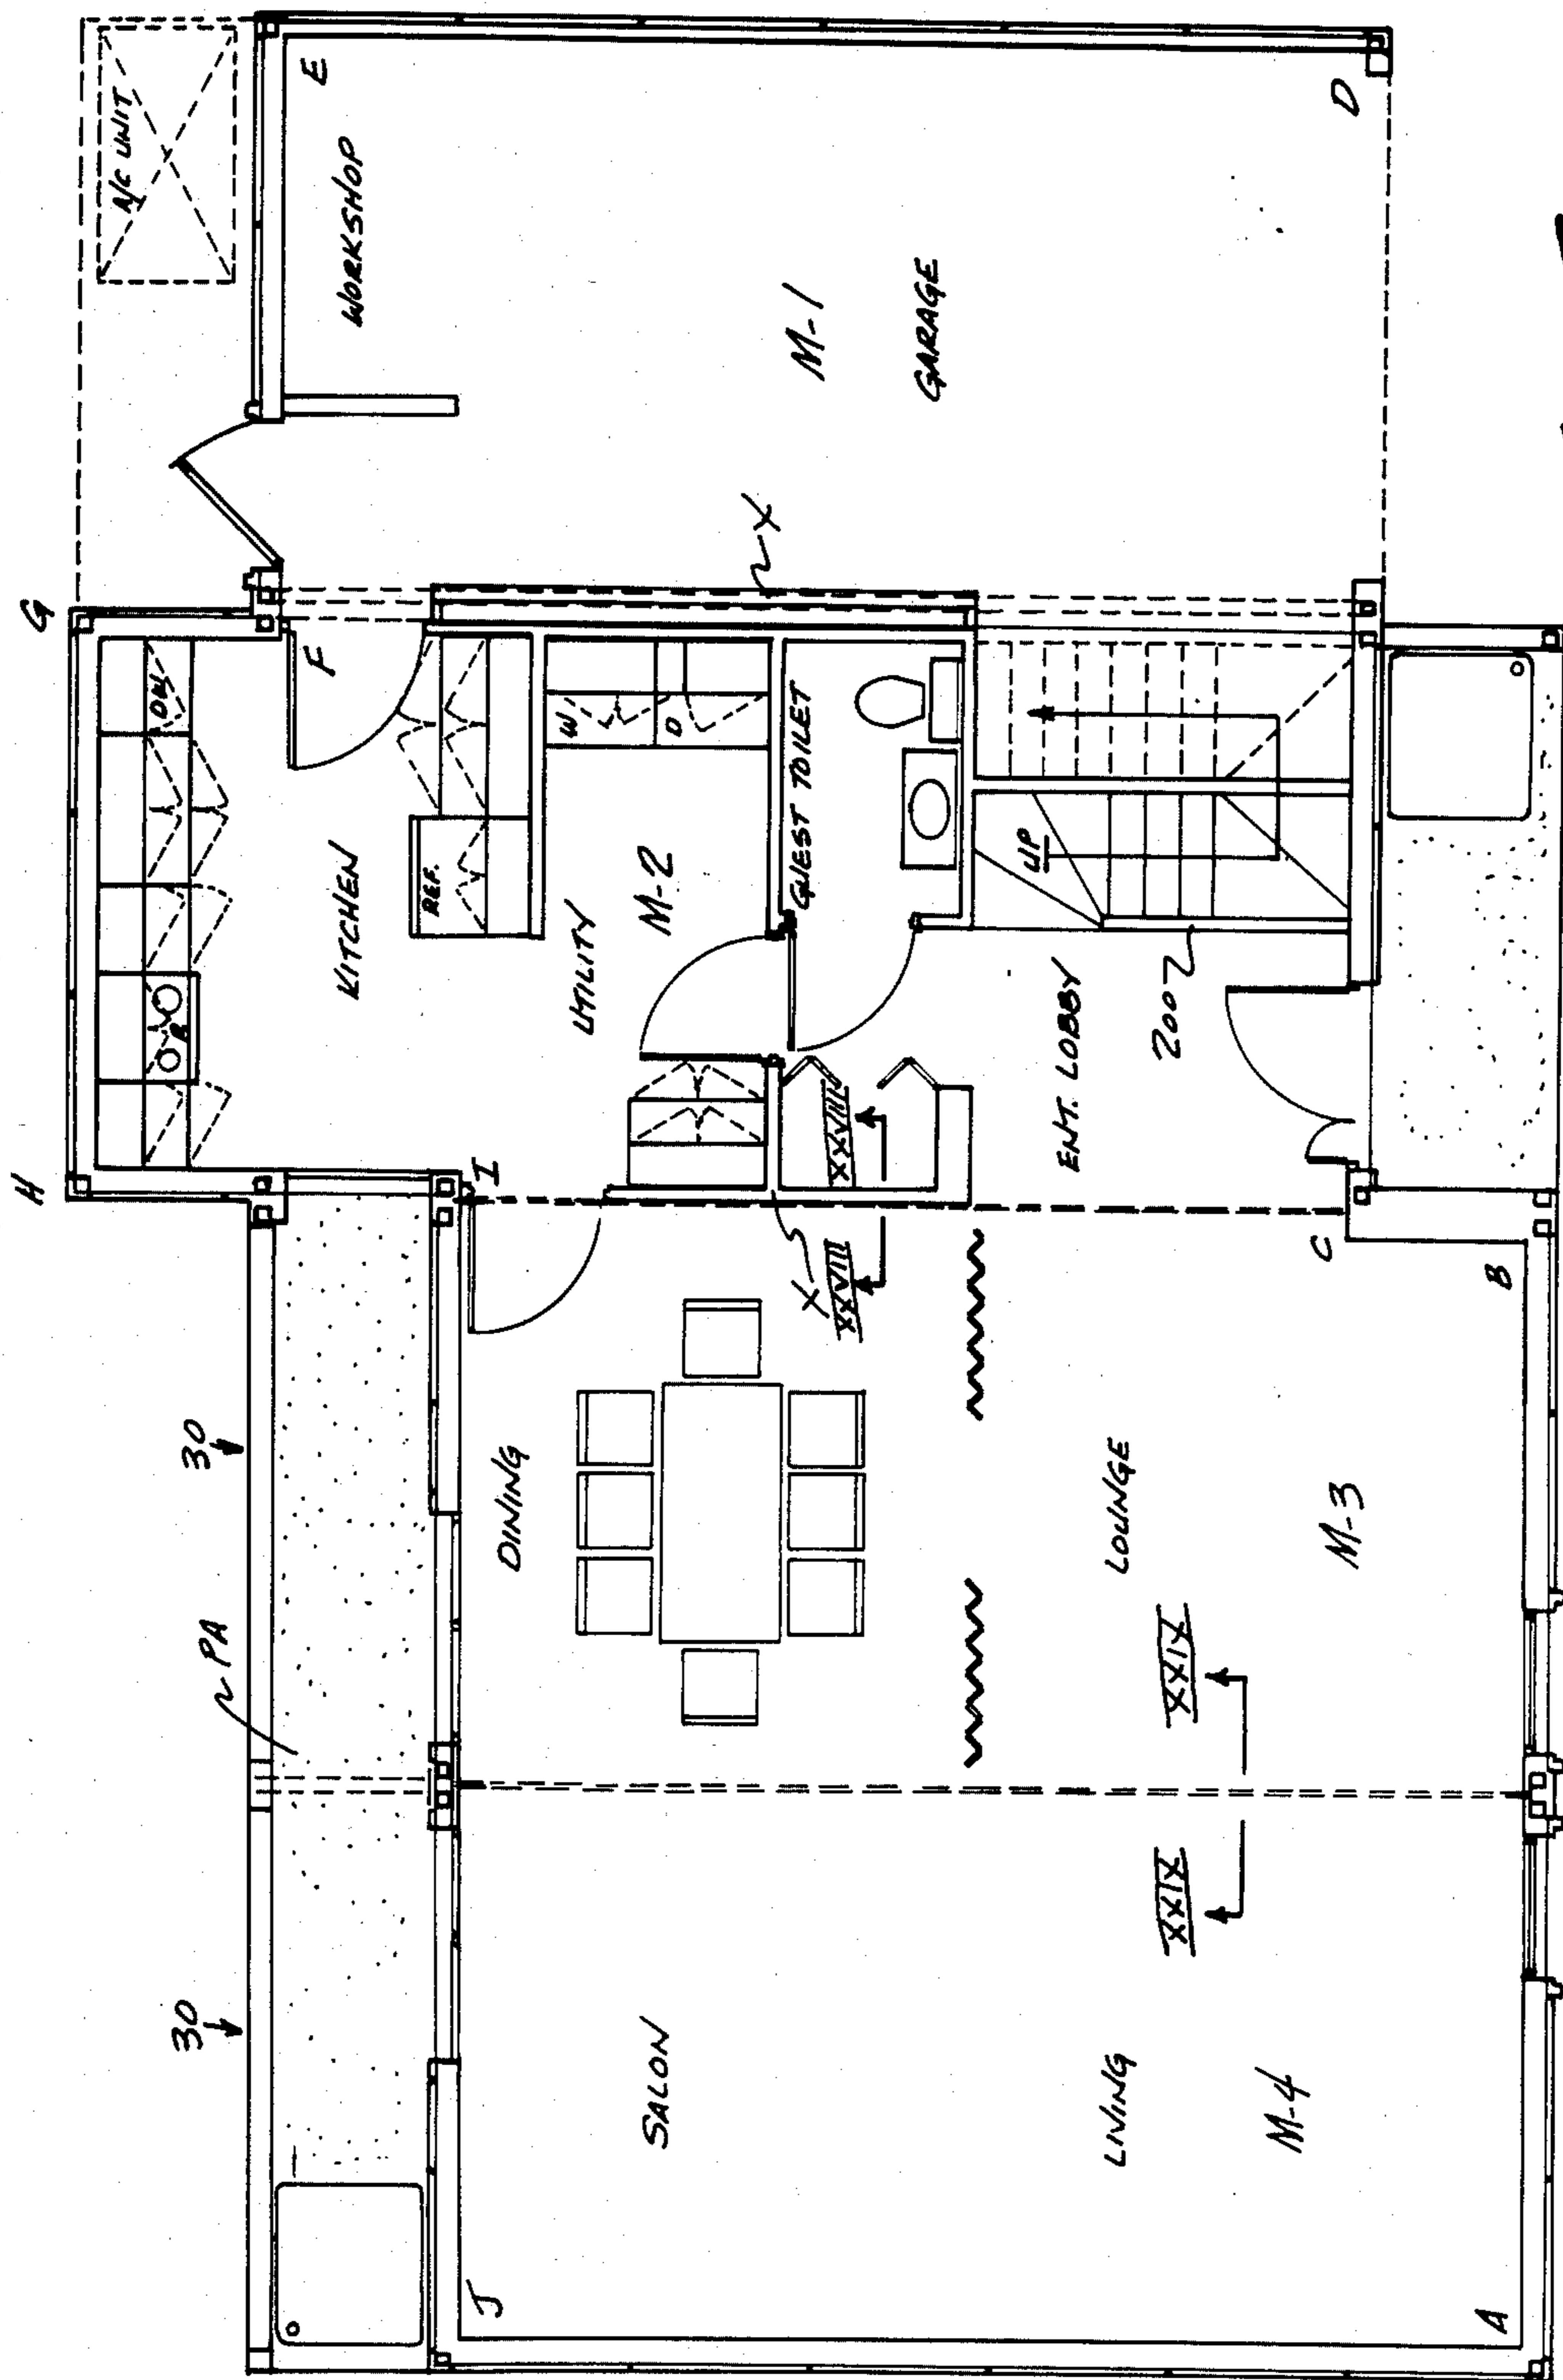 A/C UNIT
E
WORKSHOP
D
M-1
GARAGE
X
G
DW
F
KITCHEN
REF.
W
D
UTILITY
M-2
GUEST TOILET
UP
ENT. LOBBY
200
H
R
I
XXVIII
XXVIII
X
C
B
30
PA
DINING
LOUNGE
M-3
XXIX
XXIX
30
SALON
LIVING
M-4
J
A